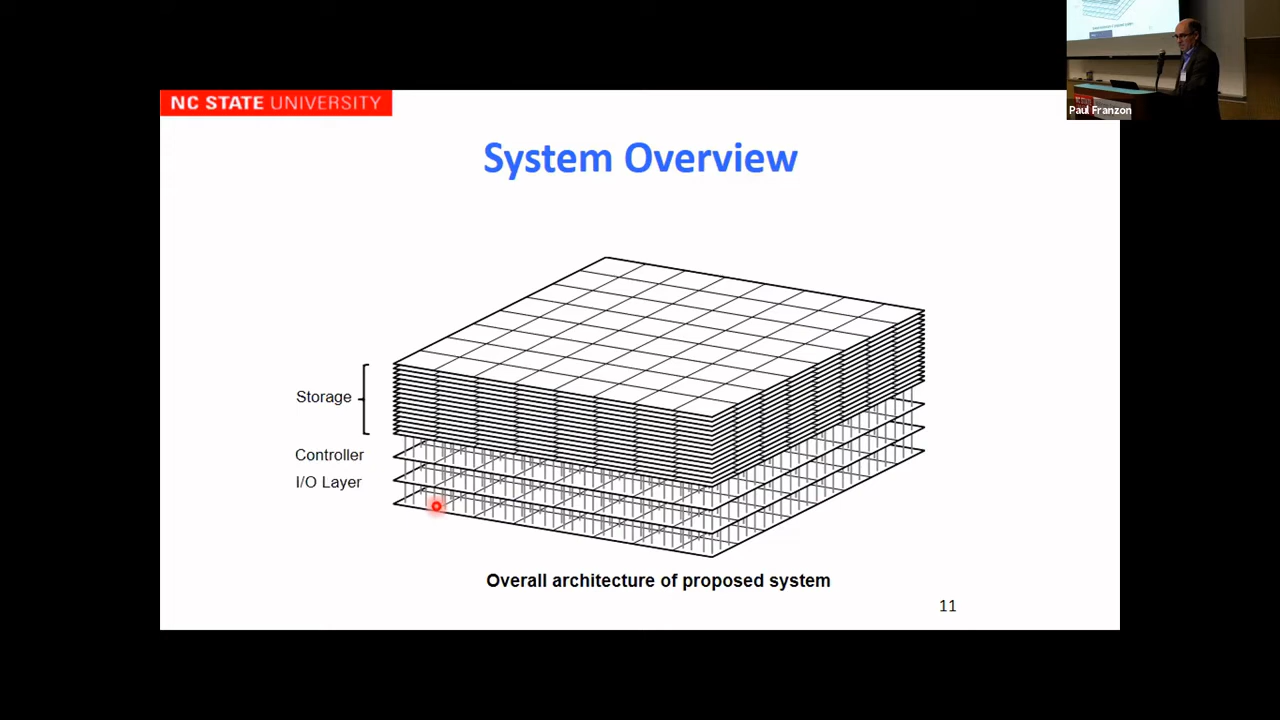 Paul Franzon
NC STATE UNIVERSITY
System Overview
Storage
Controller
I/O Layer
Overall architecture of proposed system
11